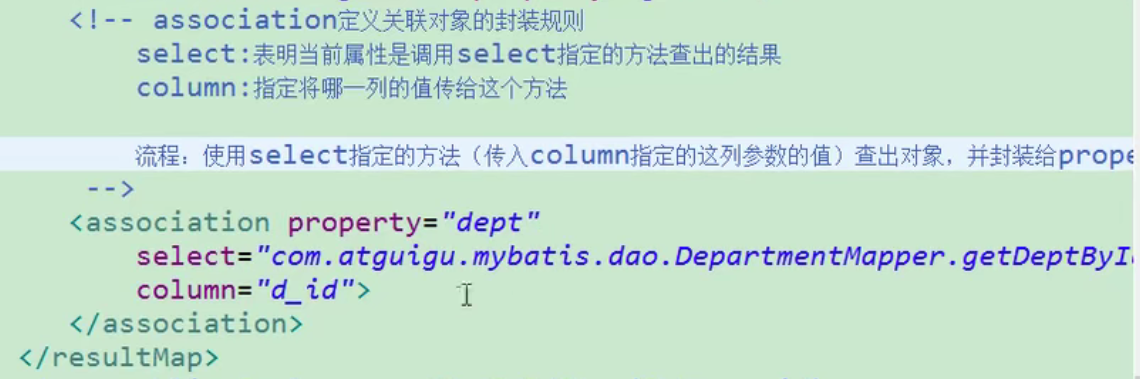 <!-- association定义关联对象的封装规则
select:表明当前属性是调用select指定的方法查出的结果
column:指定将哪一列的值传给这个方法
流程：使用select指定的方法（传入column指定的这列参数的值）查出对象，并封装给prope
-->
<association property="dept"
select="com.atguigu.mybatis.dao.DepartmentMapper.getDeptById
column="d_id">
</association>
</resultMap>